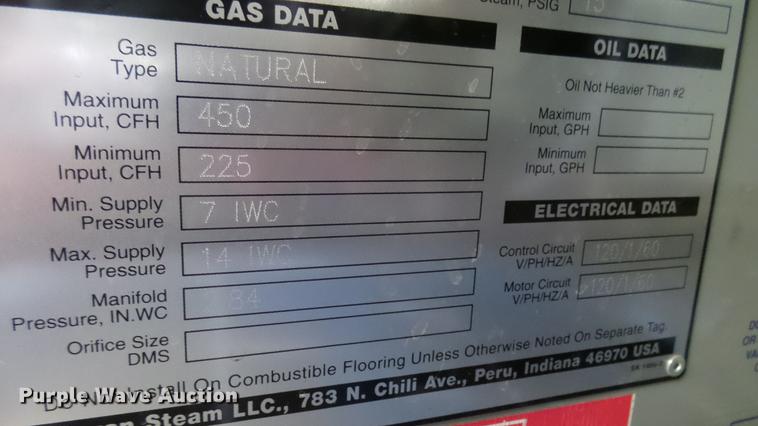 GAS DATA
Gas Type NATURAL
Maximum Input, CFH 450
Minimum Input, CFH 225
Min. Supply Pressure 7 IWC
Max. Supply Pressure 14 IWC
Manifold Pressure, IN.WC 84
Orifice Size DMS
Steam, PSIG 15
OIL DATA
Oil Not Heavier Than #2
Maximum Input, GPH
Minimum Input, GPH
ELECTRICAL DATA
Control Circuit V/PH/HZ/A 120/1/60
Motor Circuit V/PH/HZ/A 120/1/60
Install On Combustible Flooring Unless Otherwise Noted On Separate Tag.
Steam LLC., 783 N. Chili Ave., Peru, Indiana 46970 USA
Purple Wave Auction